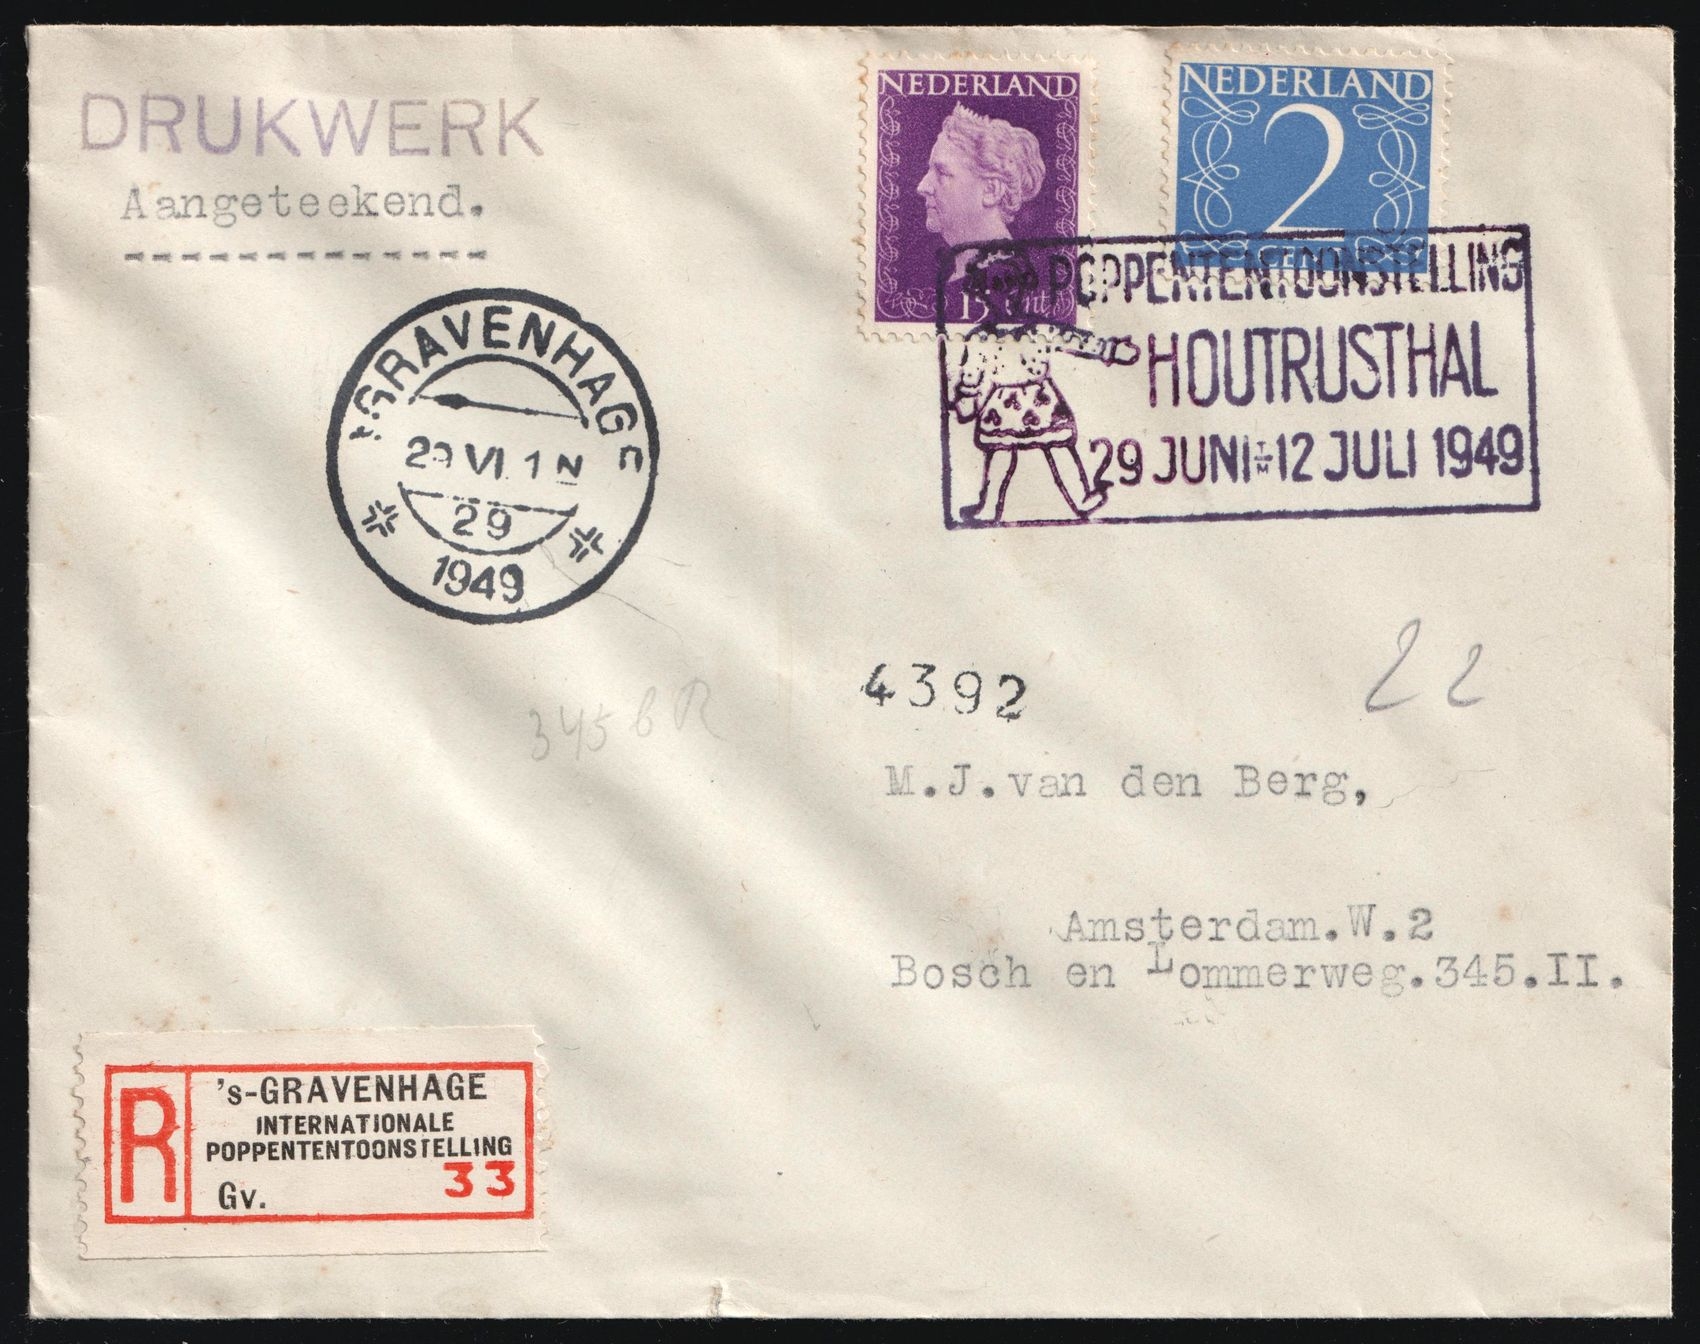 DRUKWERK
Aangeteekend.
NEDERLAND
NEDERLAND
2
POPPENTENTOONSTELLING
HOUTRUSTHAL
29 JUNI T/M 12 JULI 1949
'sGRAVENHAGE
29 VI. 1 N
29
1949
4392
22
345 b R
M.J.van den Berg,
Amsterdam.W.2
Bosch en Lommerweg.345.II.
R
's-GRAVENHAGE
INTERNATIONALE
POPPENTENTOONSTELLING
Gv. 33